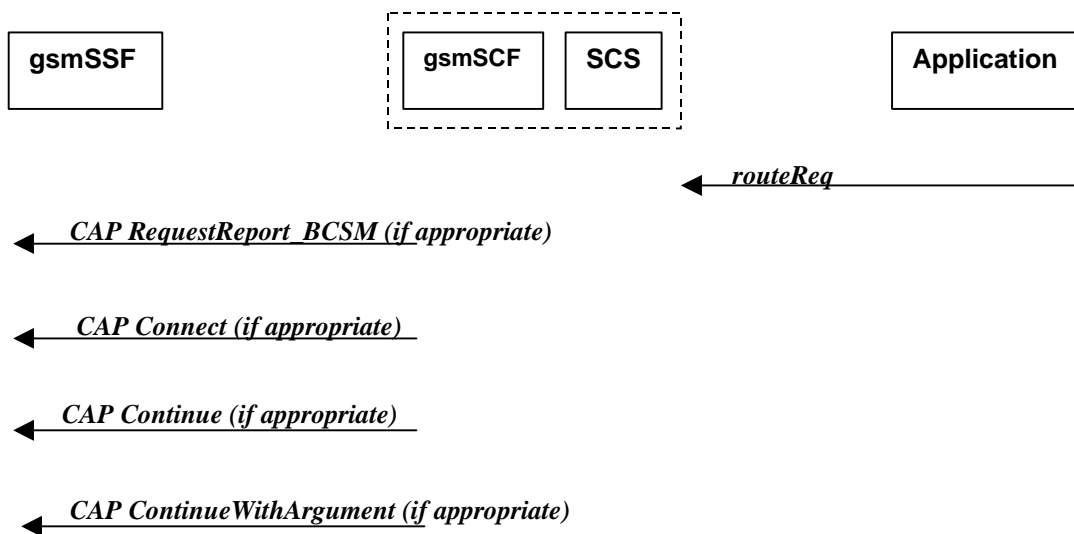 gsmSSF
gsmSCF
SCS
Application
routeReq
CAP RequestReport_BCSM (if appropriate)
CAP Connect (if appropriate)
CAP Continue (if appropriate)
CAP ContinueWithArgument (if appropriate)